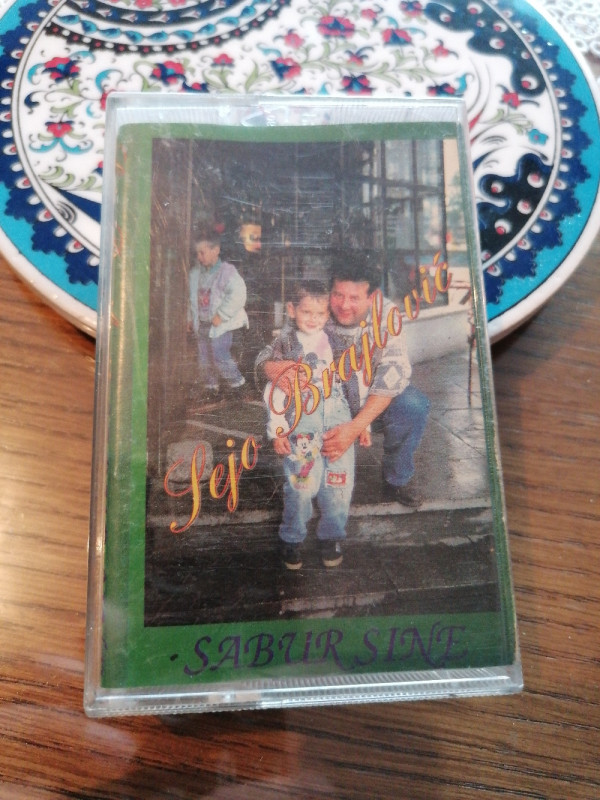 Sejo Brajlović
· SABUR SINE